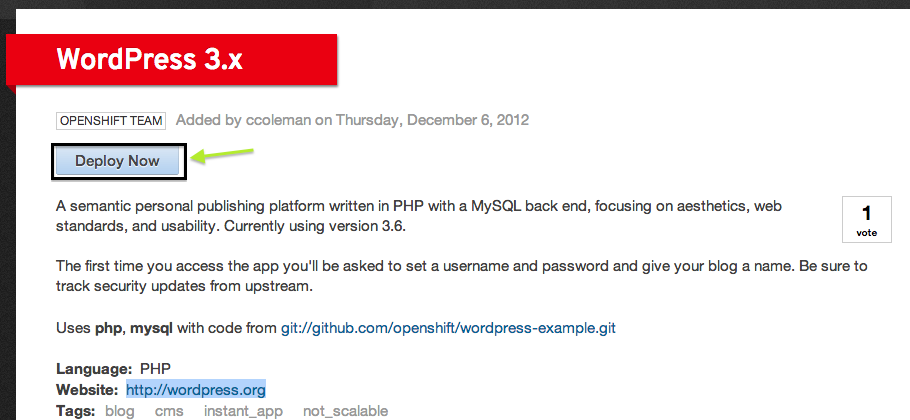 WordPress 3.x
OPENSHIFT TEAM Added by ccoleman on Thursday, December 6, 2012
Deploy Now
A semantic personal publishing platform written in PHP with a MySQL back end, focusing on aesthetics, web
standards, and usability. Currently using version 3.6.
1
vote
The first time you access the app you'll be asked to set a username and password and give your blog a name. Be sure to
track security updates from upstream.
Uses php, mysql with code from git://github.com/openshift/wordpress-example.git
Language: PHP
Website: http://wordpress.org
Tags: blog cms instant_app not_scalable